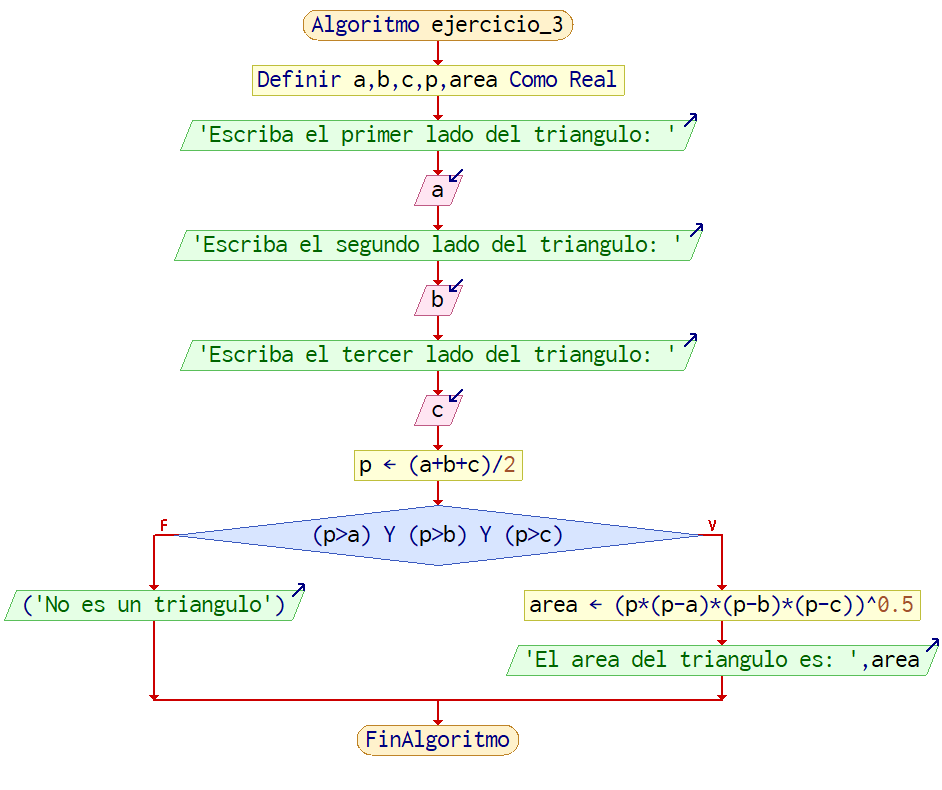 Algoritmo ejercicio_3
Definir a,b,c,p,area Como Real
'Escriba el primer lado del triangulo: '
a
'Escriba el segundo lado del triangulo: '
b
'Escriba el tercer lado del triangulo: '
c
p ← (a+b+c)/2
F
(p>a) Y (p>b) Y (p>c)
V
('No es un triangulo')
area ← (p*(p-a)*(p-b)*(p-c))^0.5
'El area del triangulo es: ',area
FinAlgoritmo